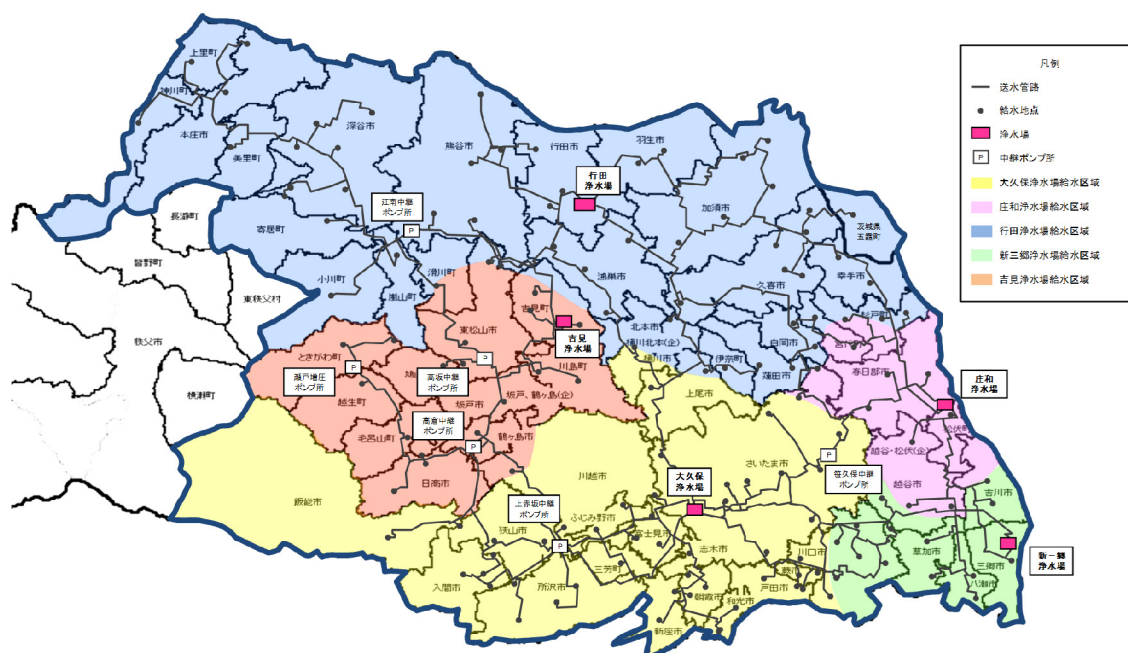 凡例
送水管路
給水地点
浄水場
P
中継ポンプ所
大久保浄水場給水区域
庄和浄水場給水区域
行田浄水場給水区域
新三郷浄水場給水区域
吉見浄水場給水区域
上里町
神川町
本庄市
美里町
深谷市
熊谷市
行田市
羽生市
加須市
茨城県
五霞町
行田
浄水場
江南中継
ポンプ所
P
長瀞町
寄居町
皆野町
小川町
嵐山町
滑川町
東秩父村
鴻巣市
久喜市
幸手市
杉戸町
秩父市
横瀬町
ときがわ町
東松山市
吉見町
吉見
浄水場
北本市
桶川北本(企)
桶川市
伊奈町
白岡市
蓮田市
春日部市
庄和
浄水場
瀬戸増圧
ポンプ所
P
高坂中継
ポンプ所
P
川島町
坂戸、鶴ヶ島(企)
坂戸市
越生町
高倉中継
ポンプ所
P
毛呂山町
鶴ヶ島市
日高市
上尾市
松伏町
越谷・松伏(企)
越谷市
さいたま市
P
笹久保中継
ポンプ所
飯能市
川越市
大久保
浄水場
上赤坂中継
ポンプ所
P
ふじみ野市
富士見市
狭山市
入間市
所沢市
三芳町
志木市
朝霞市
和光市
新座市
戸田市
蕨市
川口市
草加市
八潮市
吉川市
三郷市
新三郷
浄水場